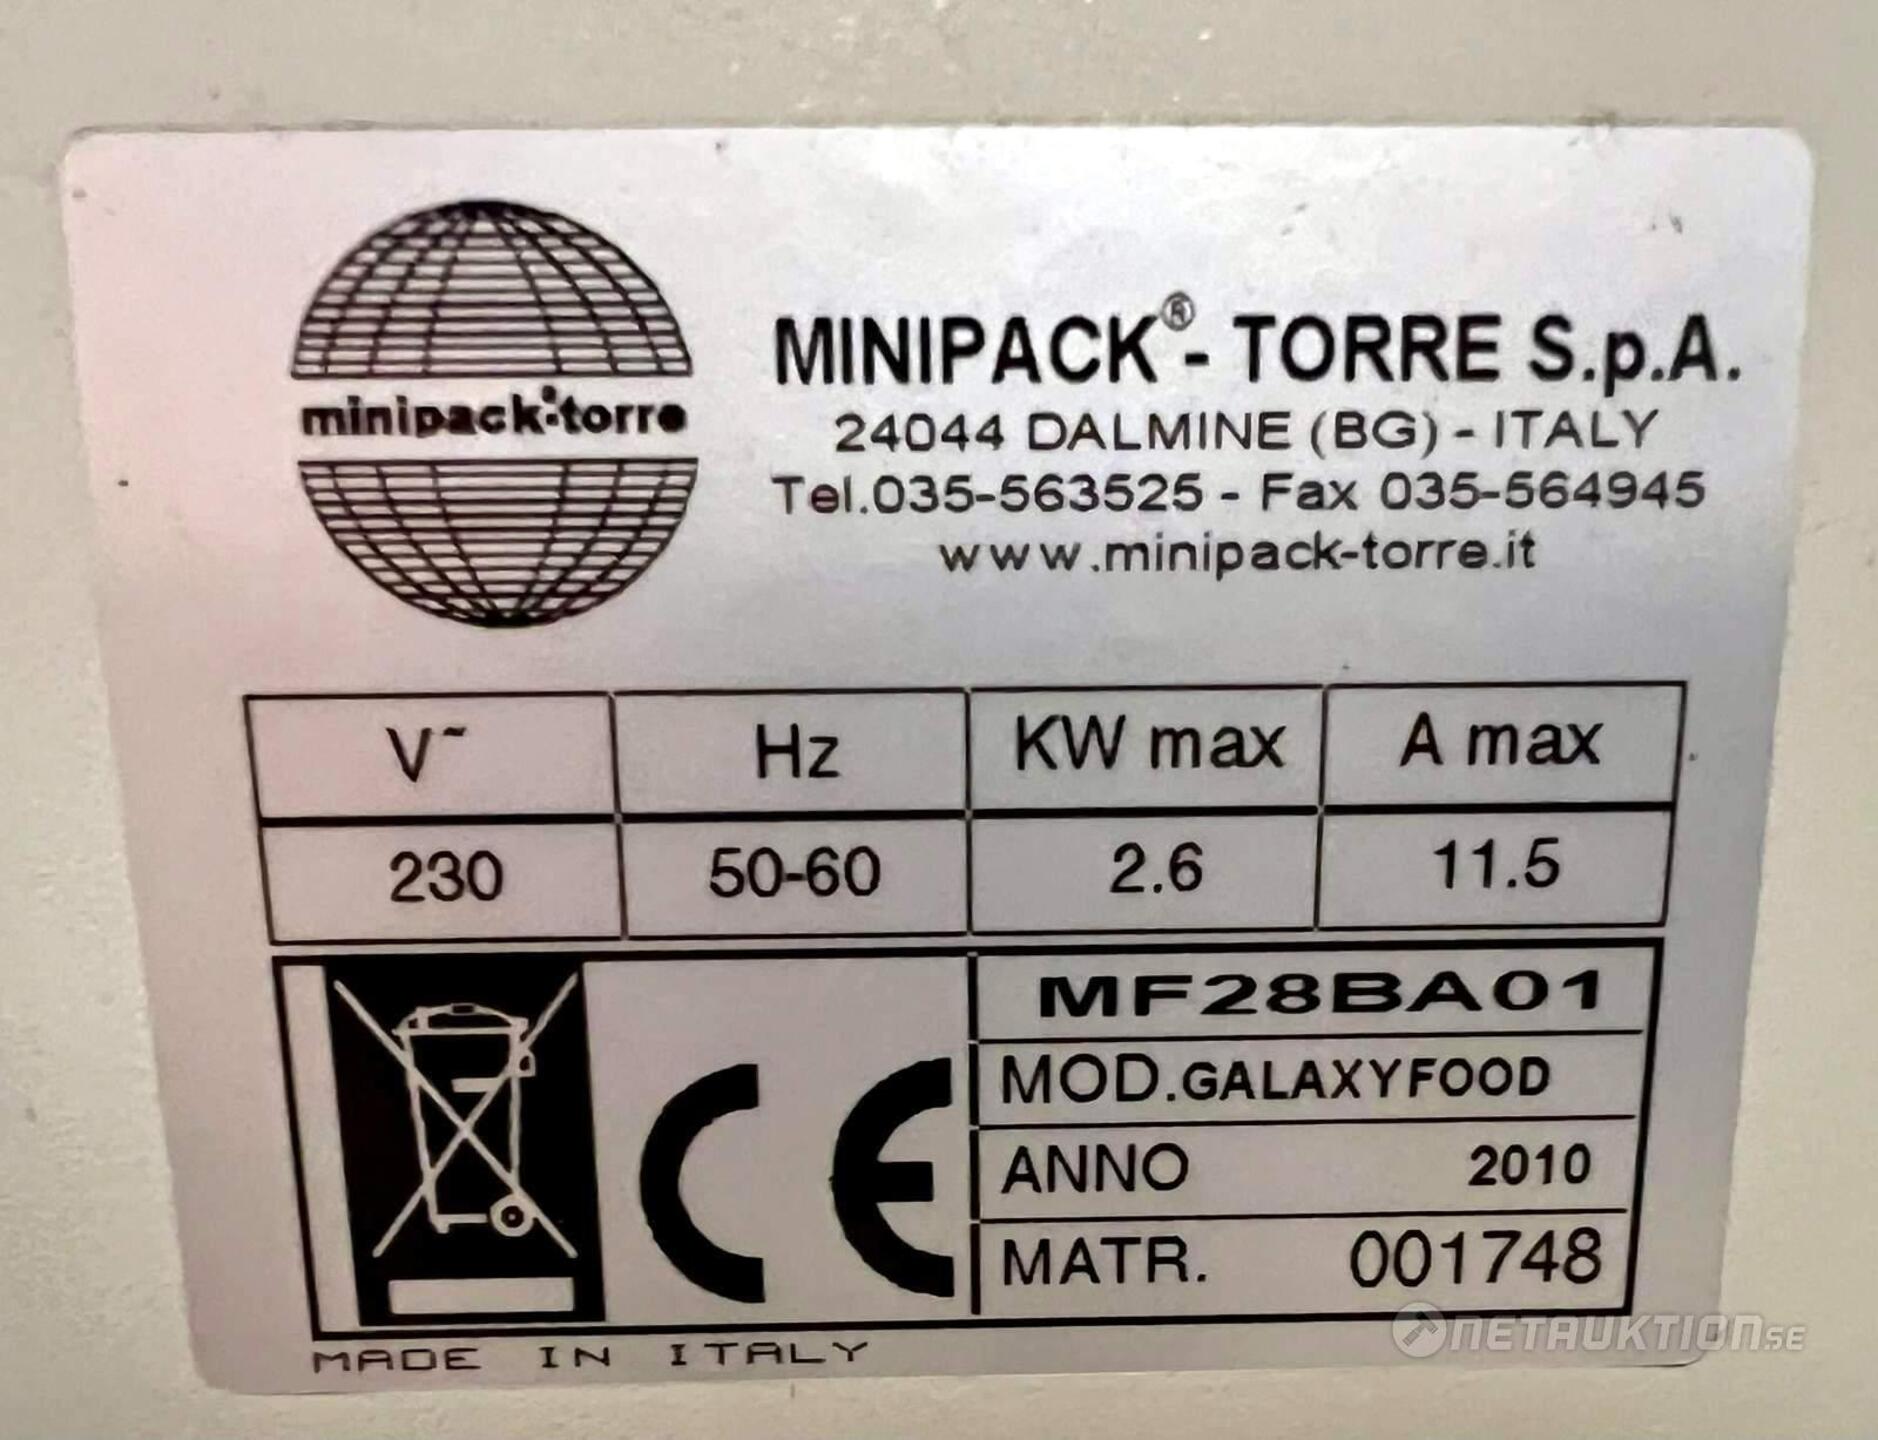 minipack®-torre
MINIPACK® - TORRE S.p.A.
24044 DALMINE (BG) - ITALY
Tel.035-563525 - Fax 035-564945
www.minipack-torre.it
V~ Hz KW max A max
230 50-60 2.6 11.5
MF28BA01
MOD.GALAXYFOOD
ANNO 2010
MATR. 001748
CE
MADE IN ITALY
NETAUKTION.SE